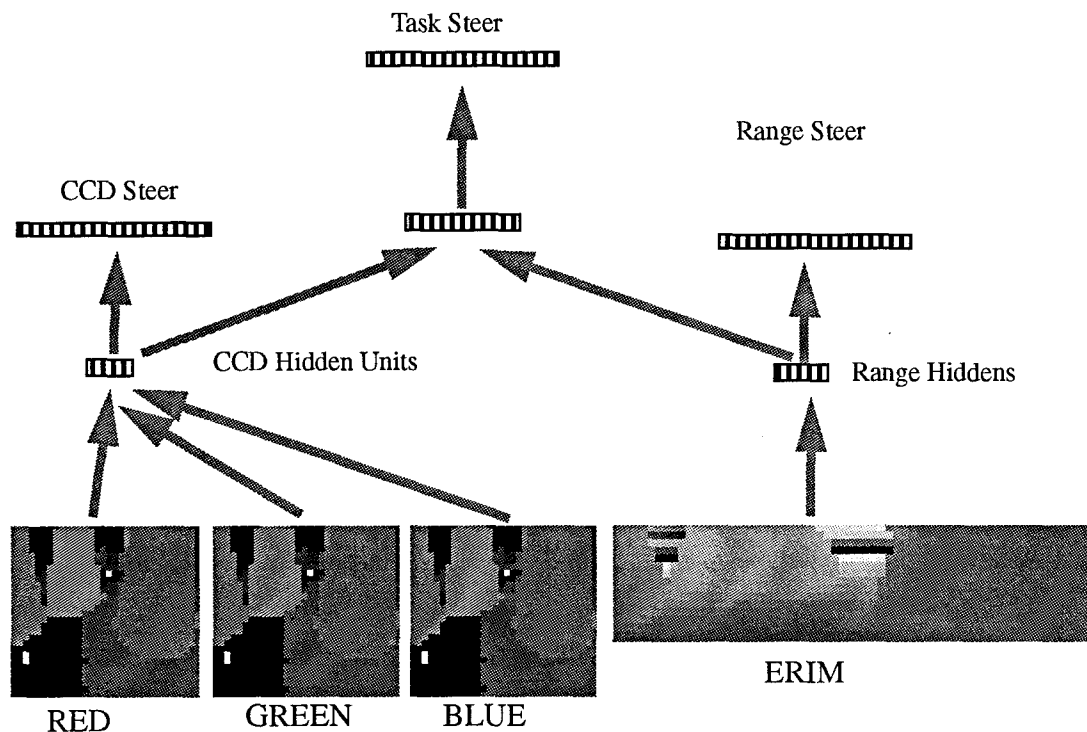 Task Steer
Range Steer
CCD Steer
CCD Hidden Units
Range Hiddens
RED
GREEN
BLUE
ERIM